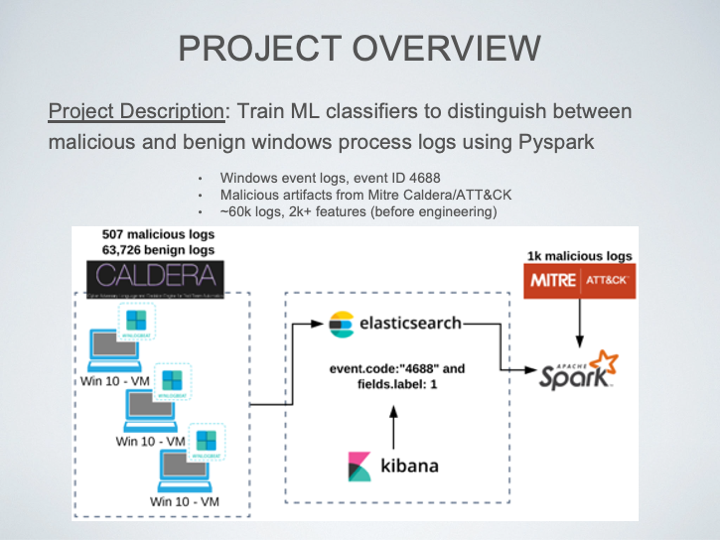 PROJECT OVERVIEW
Project Description: Train ML classifiers to distinguish between
malicious and benign windows process logs using Pyspark
• Windows event logs, event ID 4688
• Malicious artifacts from Mitre Caldera/ATT&CK
• ~60k logs, 2k+ features (before engineering)
507 malicious logs
63,726 benign logs
CALDERA
1k malicious logs
MITRE | ATT&CK™
elasticsearch
event.code:"4688" and
fields.label: 1
kibana
APACHE
Spark™
WINLOGBEAT
Win 10 - VM
WINLOGBEAT
Win 10 - VM
WINLOGBEAT
Win 10 - VM